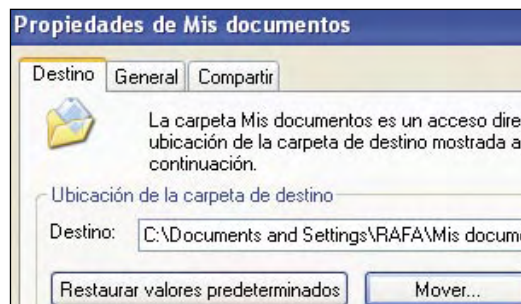 Propiedades de Mis documentos
Destino General Compartir
La carpeta Mis documentos es un acceso dire
ubicación de la carpeta de destino mostrada a
continuación.
Ubicación de la carpeta de destino
Destino: C:\Documents and Settings\RAFA\Mis docume
Restaurar valores predeterminados Mover...